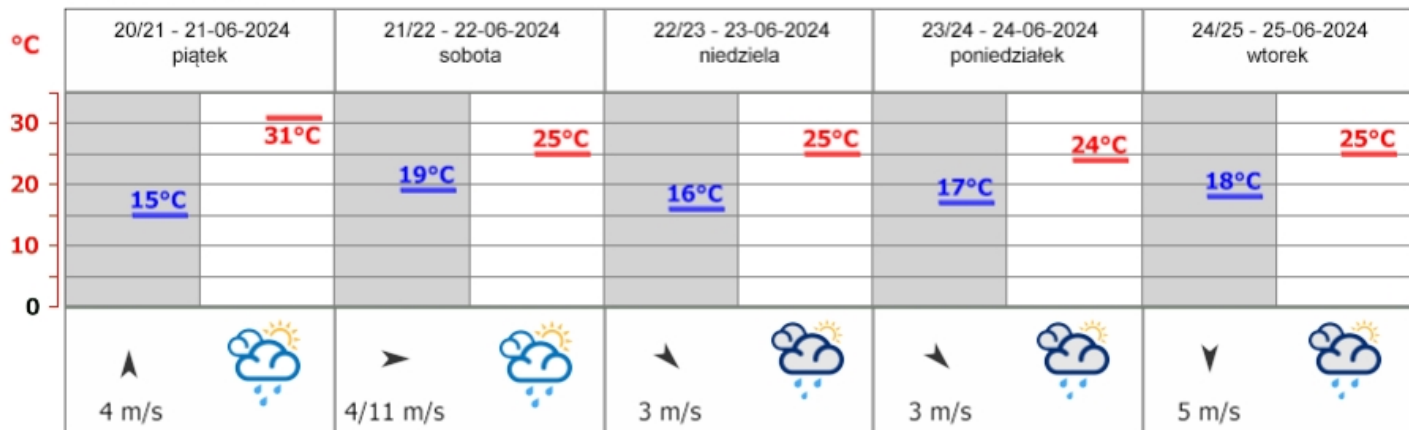 °C
20/21 - 21-06-2024
piątek
21/22 - 22-06-2024
sobota
22/23 - 23-06-2024
niedziela
23/24 - 24-06-2024
poniedziałek
24/25 - 25-06-2024
wtorek
30
20
10
0
15°C
31°C
19°C
25°C
16°C
25°C
17°C
24°C
18°C
25°C
4 m/s
4/11 m/s
3 m/s
3 m/s
5 m/s